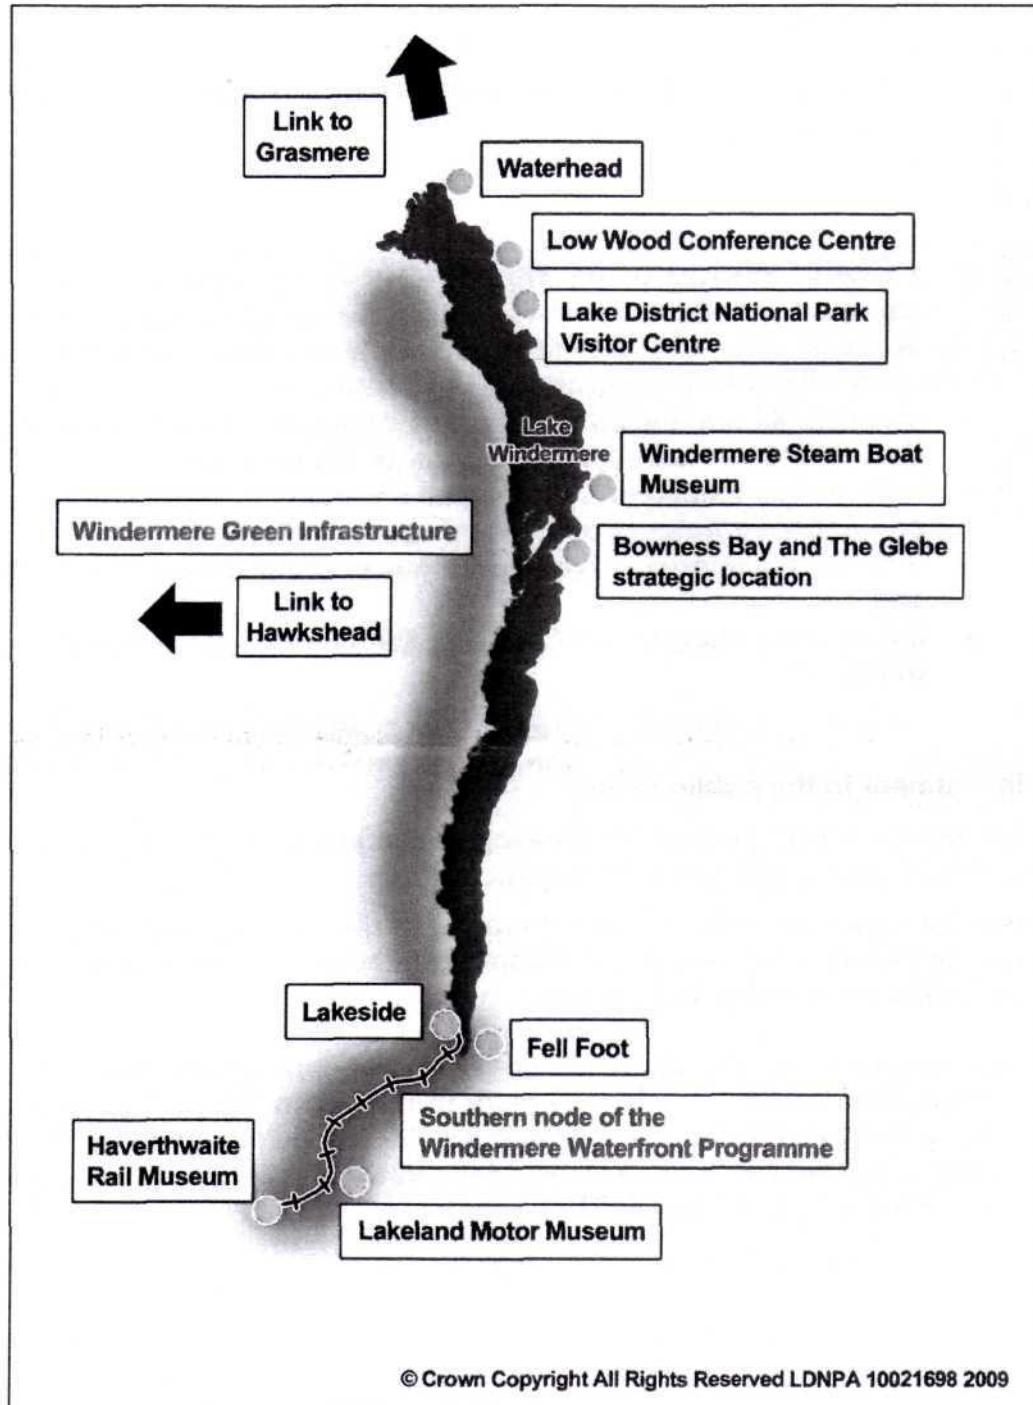 Link to
Grasmere
Waterhead
Low Wood Conference Centre
Lake District National Park
Visitor Centre
Lake
Windermere
Windermere Steam Boat
Museum
Windermere Green Infrastructure
Bowness Bay and The Glebe
strategic location
Link to
Hawkshead
Lakeside
Fell Foot
Southern node of the
Windermere Waterfront Programme
Haverthwaite
Rail Museum
Lakeland Motor Museum
© Crown Copyright All Rights Reserved LDNPA 10021698 2009